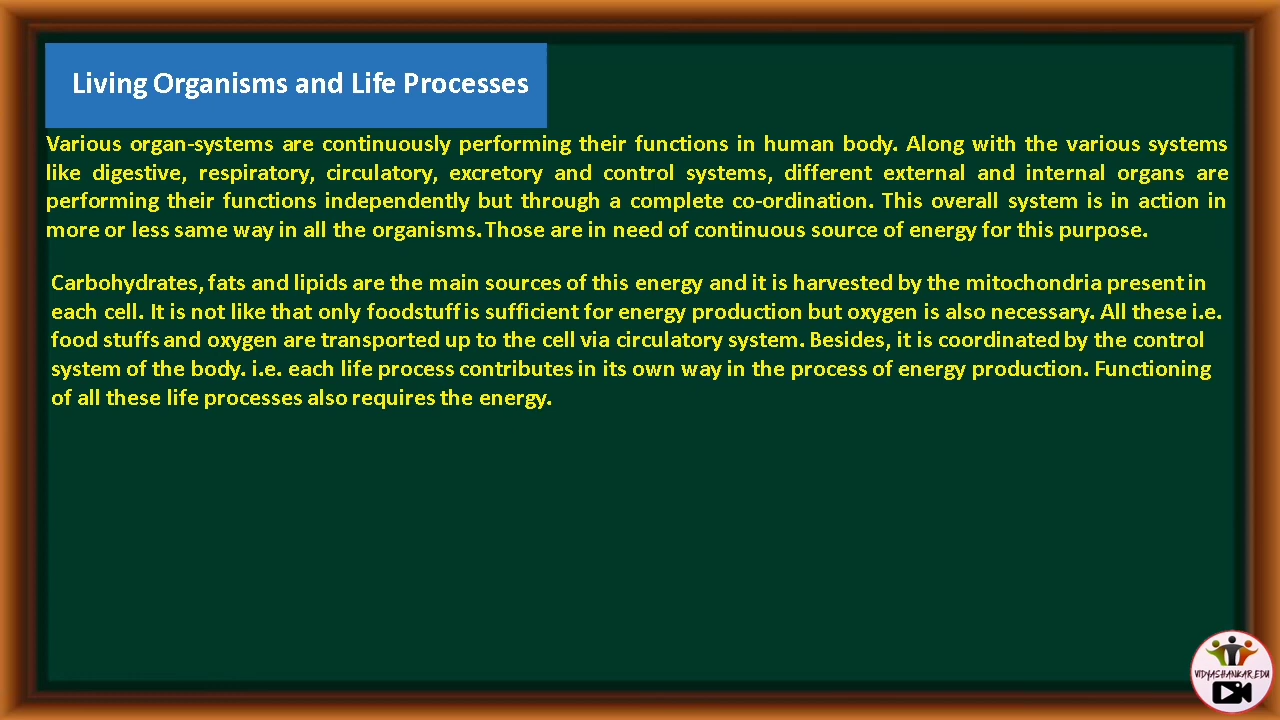 Living Organisms and Life Processes
Various organ-systems are continuously performing their functions in human body. Along with the various systems
like digestive, respiratory, circulatory, excretory and control systems, different external and internal organs are
performing their functions independently but through a complete co-ordination. This overall system is in action in
more or less same way in all the organisms. Those are in need of continuous source of energy for this purpose.
Carbohydrates, fats and lipids are the main sources of this energy and it is harvested by the mitochondria present in
each cell. It is not like that only foodstuff is sufficient for energy production but oxygen is also necessary. All these i.e.
food stuffs and oxygen are transported up to the cell via circulatory system. Besides, it is coordinated by the control
system of the body. i.e. each life process contributes in its own way in the process of energy production. Functioning
of all these life processes also requires the energy.
VIDYASHANKAR.EDU